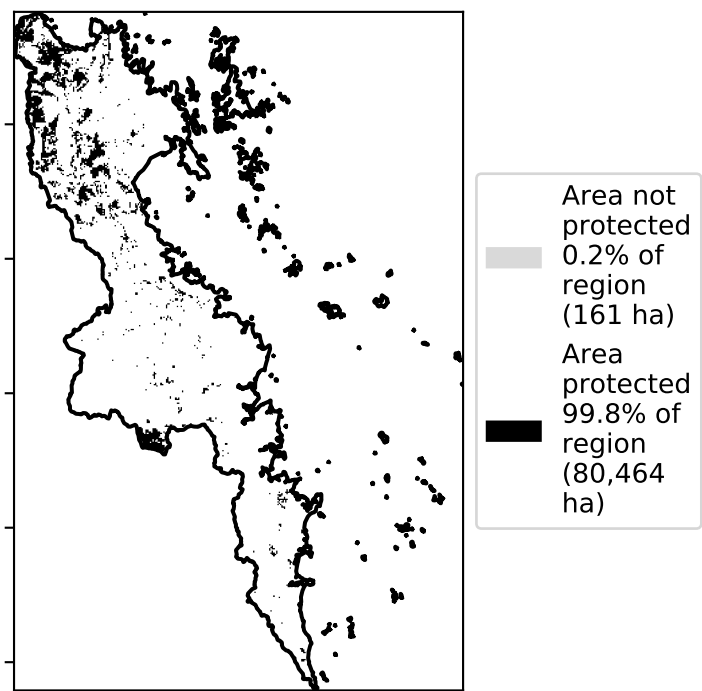 Area not
protected
0.2% of
region
(161 ha)
Area
protected
99.8% of
region
(80,464
ha)